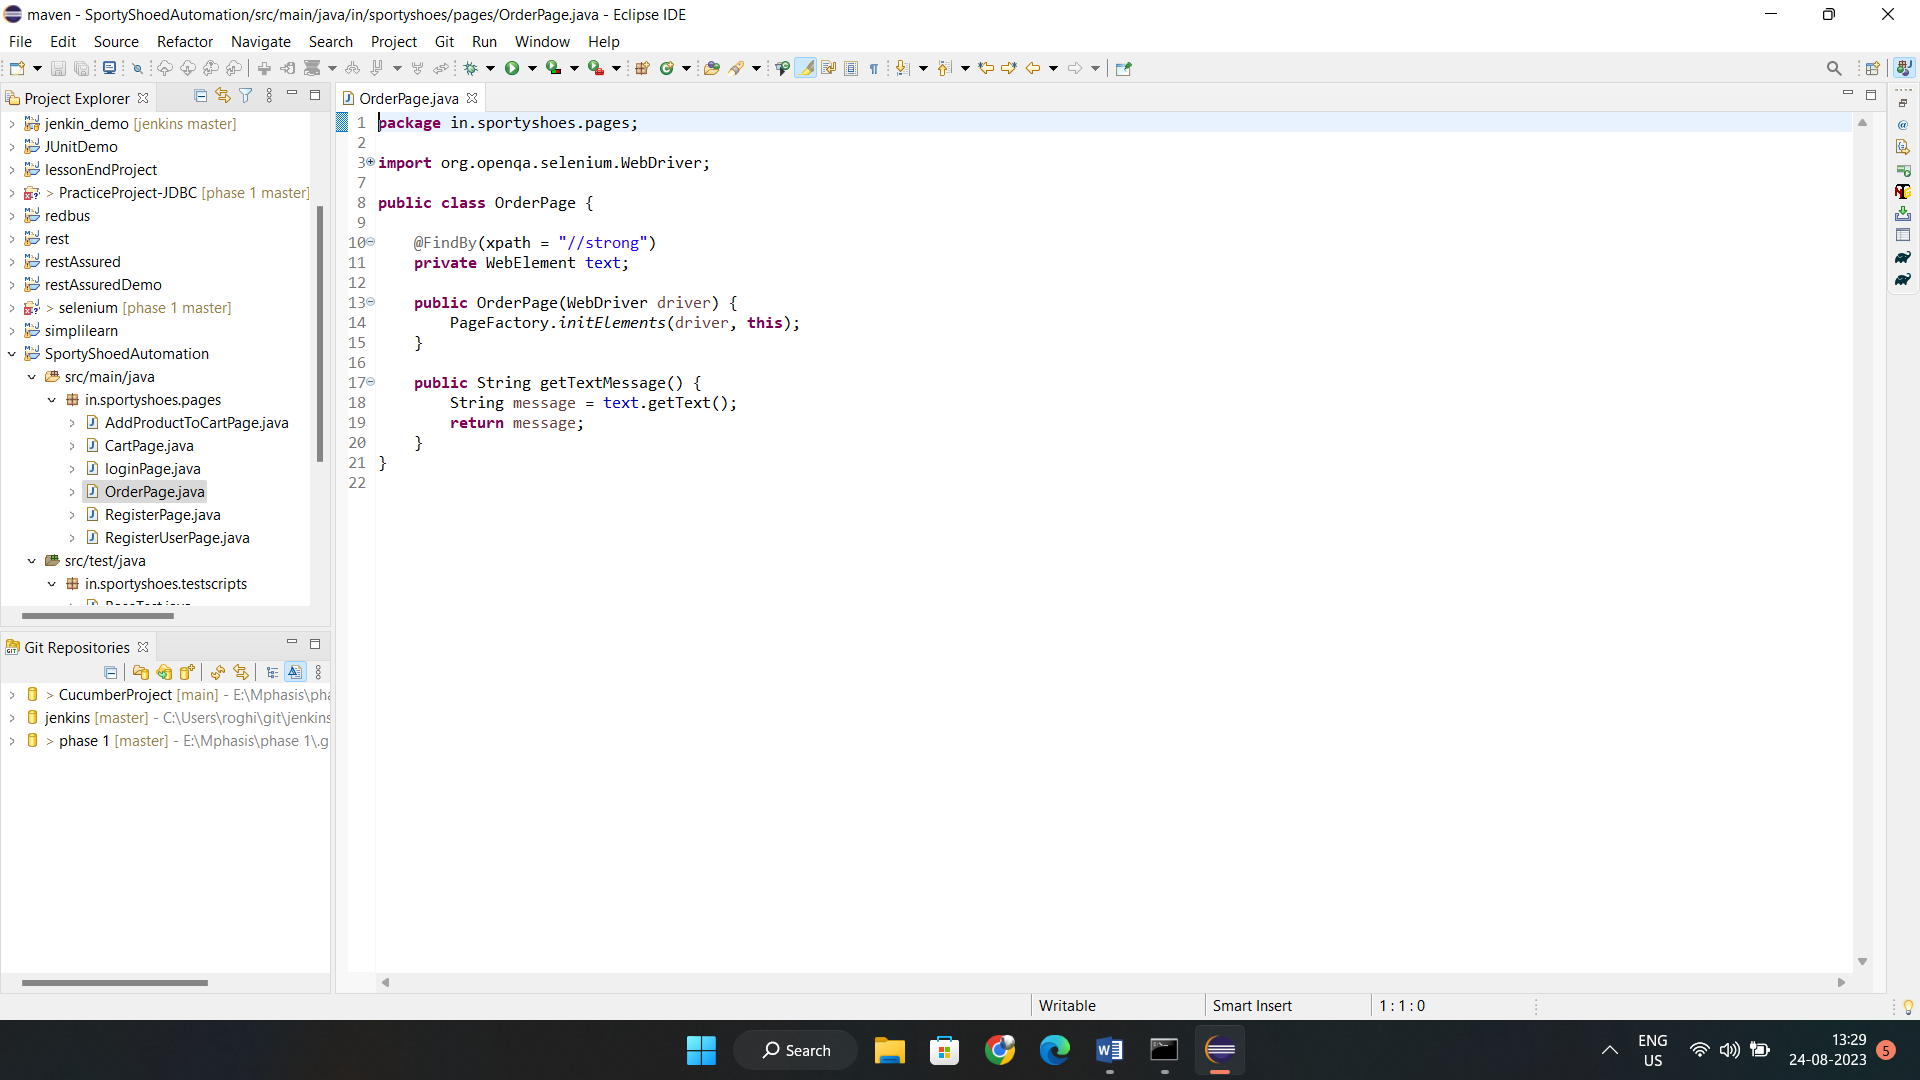 maven - SportyShoedAutomation/src/main/java/in/sportyshoes/pages/OrderPage.java - Eclipse IDE
File Edit Source Refactor Navigate Search Project Git Run Window Help
Project Explorer
jenkin_demo [jenkins master]
JUnitDemo
lessonEndProject
> PracticeProject-JDBC [phase 1 master]
redbus
rest
restAssured
restAssuredDemo
> selenium [phase 1 master]
simplilearn
SportyShoedAutomation
src/main/java
in.sportyshoes.pages
AddProductToCartPage.java
CartPage.java
loginPage.java
OrderPage.java
RegisterPage.java
RegisterUserPage.java
src/test/java
in.sportyshoes.testscripts
Git Repositories
> CucumberProject [main] - E:\Mphasis\pha
jenkins [master] - C:\Users\roghi\git\jenkins
> phase 1 [master] - E:\Mphasis\phase 1\.g
OrderPage.java
1 package in.sportyshoes.pages;
2
3 import org.openqa.selenium.WebDriver;
7
8 public class OrderPage {
9
10     @FindBy(xpath = "//strong")
11     private WebElement text;
12
13     public OrderPage(WebDriver driver) {
14         PageFactory.initElements(driver, this);
15     }
16
17     public String getTextMessage() {
18         String message = text.getText();
19         return message;
20     }
21 }
22
Writable Smart Insert 1 : 1 : 0
Search
ENG
US
13:29
24-08-2023
5